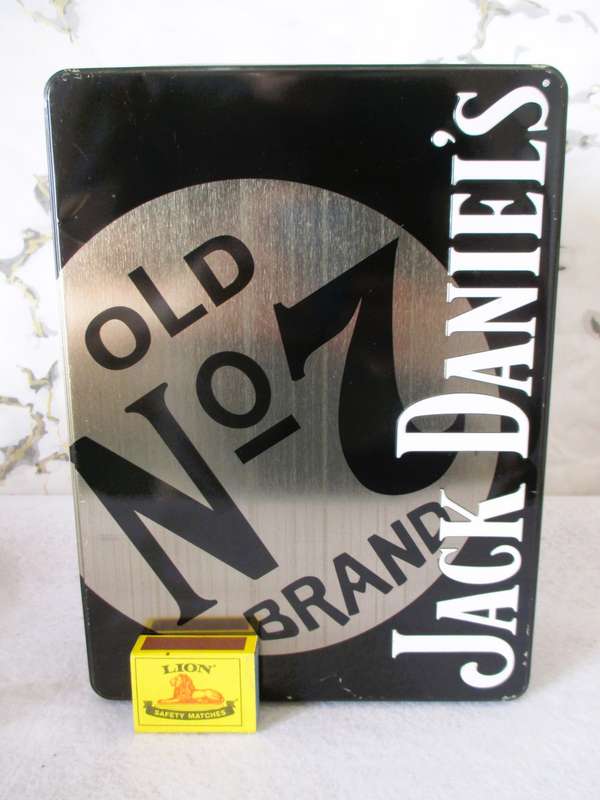 OLD
No 7
BRAND
JACK DANIEL'S
LION
SAFETY MATCHES